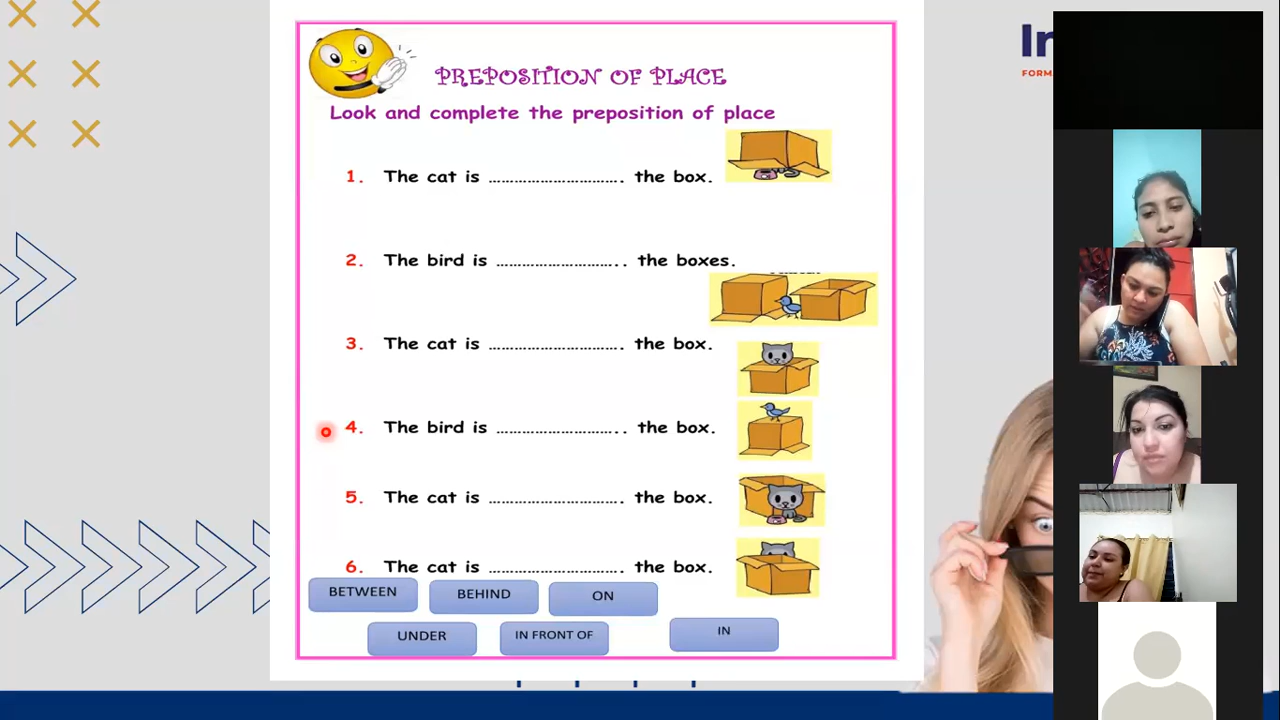 PREPOSITION OF PLACE
Look and complete the preposition of place
1. The cat is ............................. the box.
2. The bird is ............................. the boxes.
3. The cat is ............................. the box.
4. The bird is ............................. the box.
5. The cat is ............................. the box.
6. The cat is ............................. the box.
BETWEEN
BEHIND
ON
UNDER
IN FRONT OF
IN